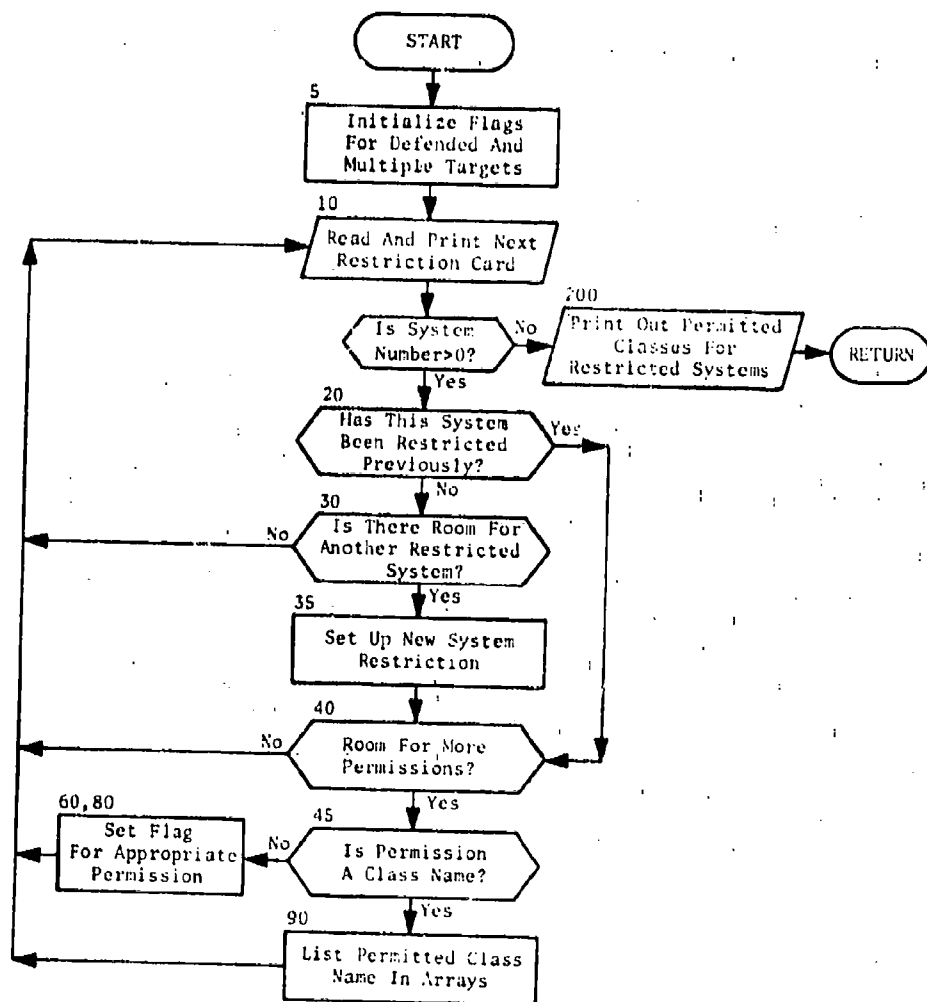 START
5
Initialize Flags
For Defended And
Multiple Targets
10
Read And Print Next
Restriction Card
Is System
Number>0?
No
200
Print Out Permitted
Classes For
Restricted Systems
RETURN
Yes
20
Has This System
Been Restricted
Previously?
Yes
No
30
Is There Room For
Another Restricted
System?
No
Yes
35
Set Up New System
Restriction
40
Room For More
Permissions?
No
Yes
60,80
Set Flag
For Appropriate
Permission
45
Is Permission
A Class Name?
No
Yes
90
List Permitted Class
Name In Arrays